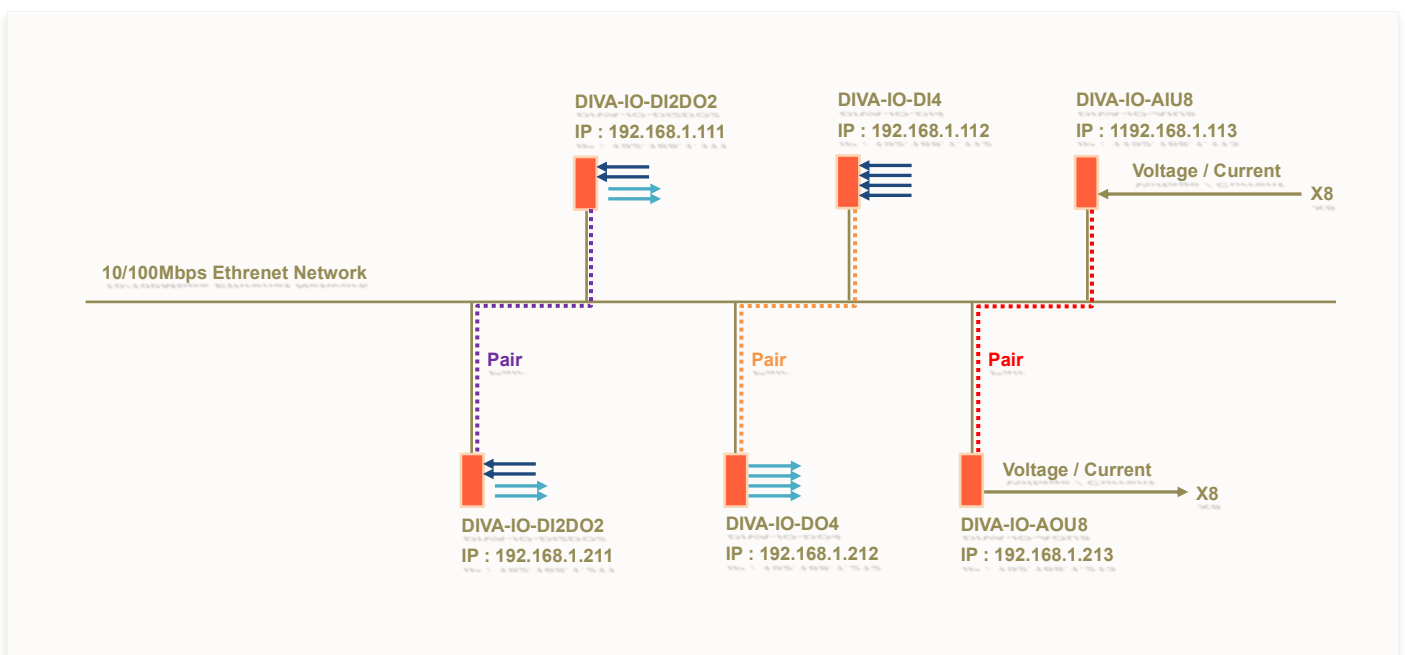 DIVA-IO-DI2DO2
IP : 192.168.1.111
DIVA-IO-DI4
IP : 192.168.1.112
DIVA-IO-AIU8
IP : 1192.168.1.113
Voltage / Current
X8
10/100Mbps Ethrenet Network
Pair
Pair
Pair
Voltage / Current
X8
DIVA-IO-DI2DO2
IP : 192.168.1.211
DIVA-IO-DO4
IP : 192.168.1.212
DIVA-IO-AOU8
IP : 192.168.1.213